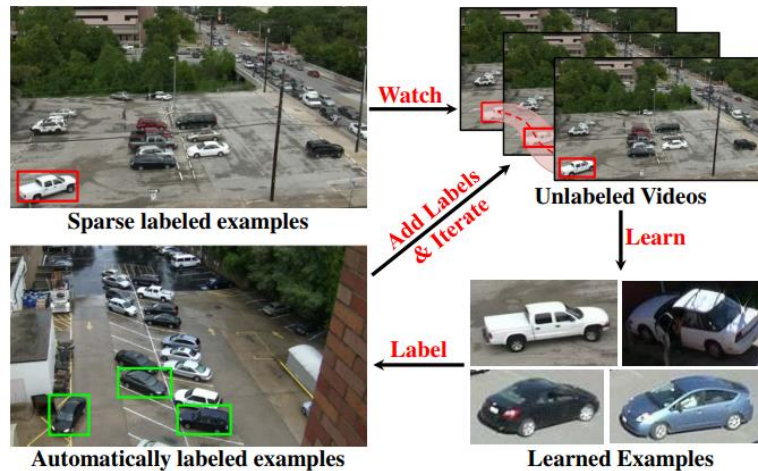 Watch
Sparse labeled examples
Unlabeled Videos
Add Labels
& Iterate
Learn
Label
Automatically labeled examples
Learned Examples